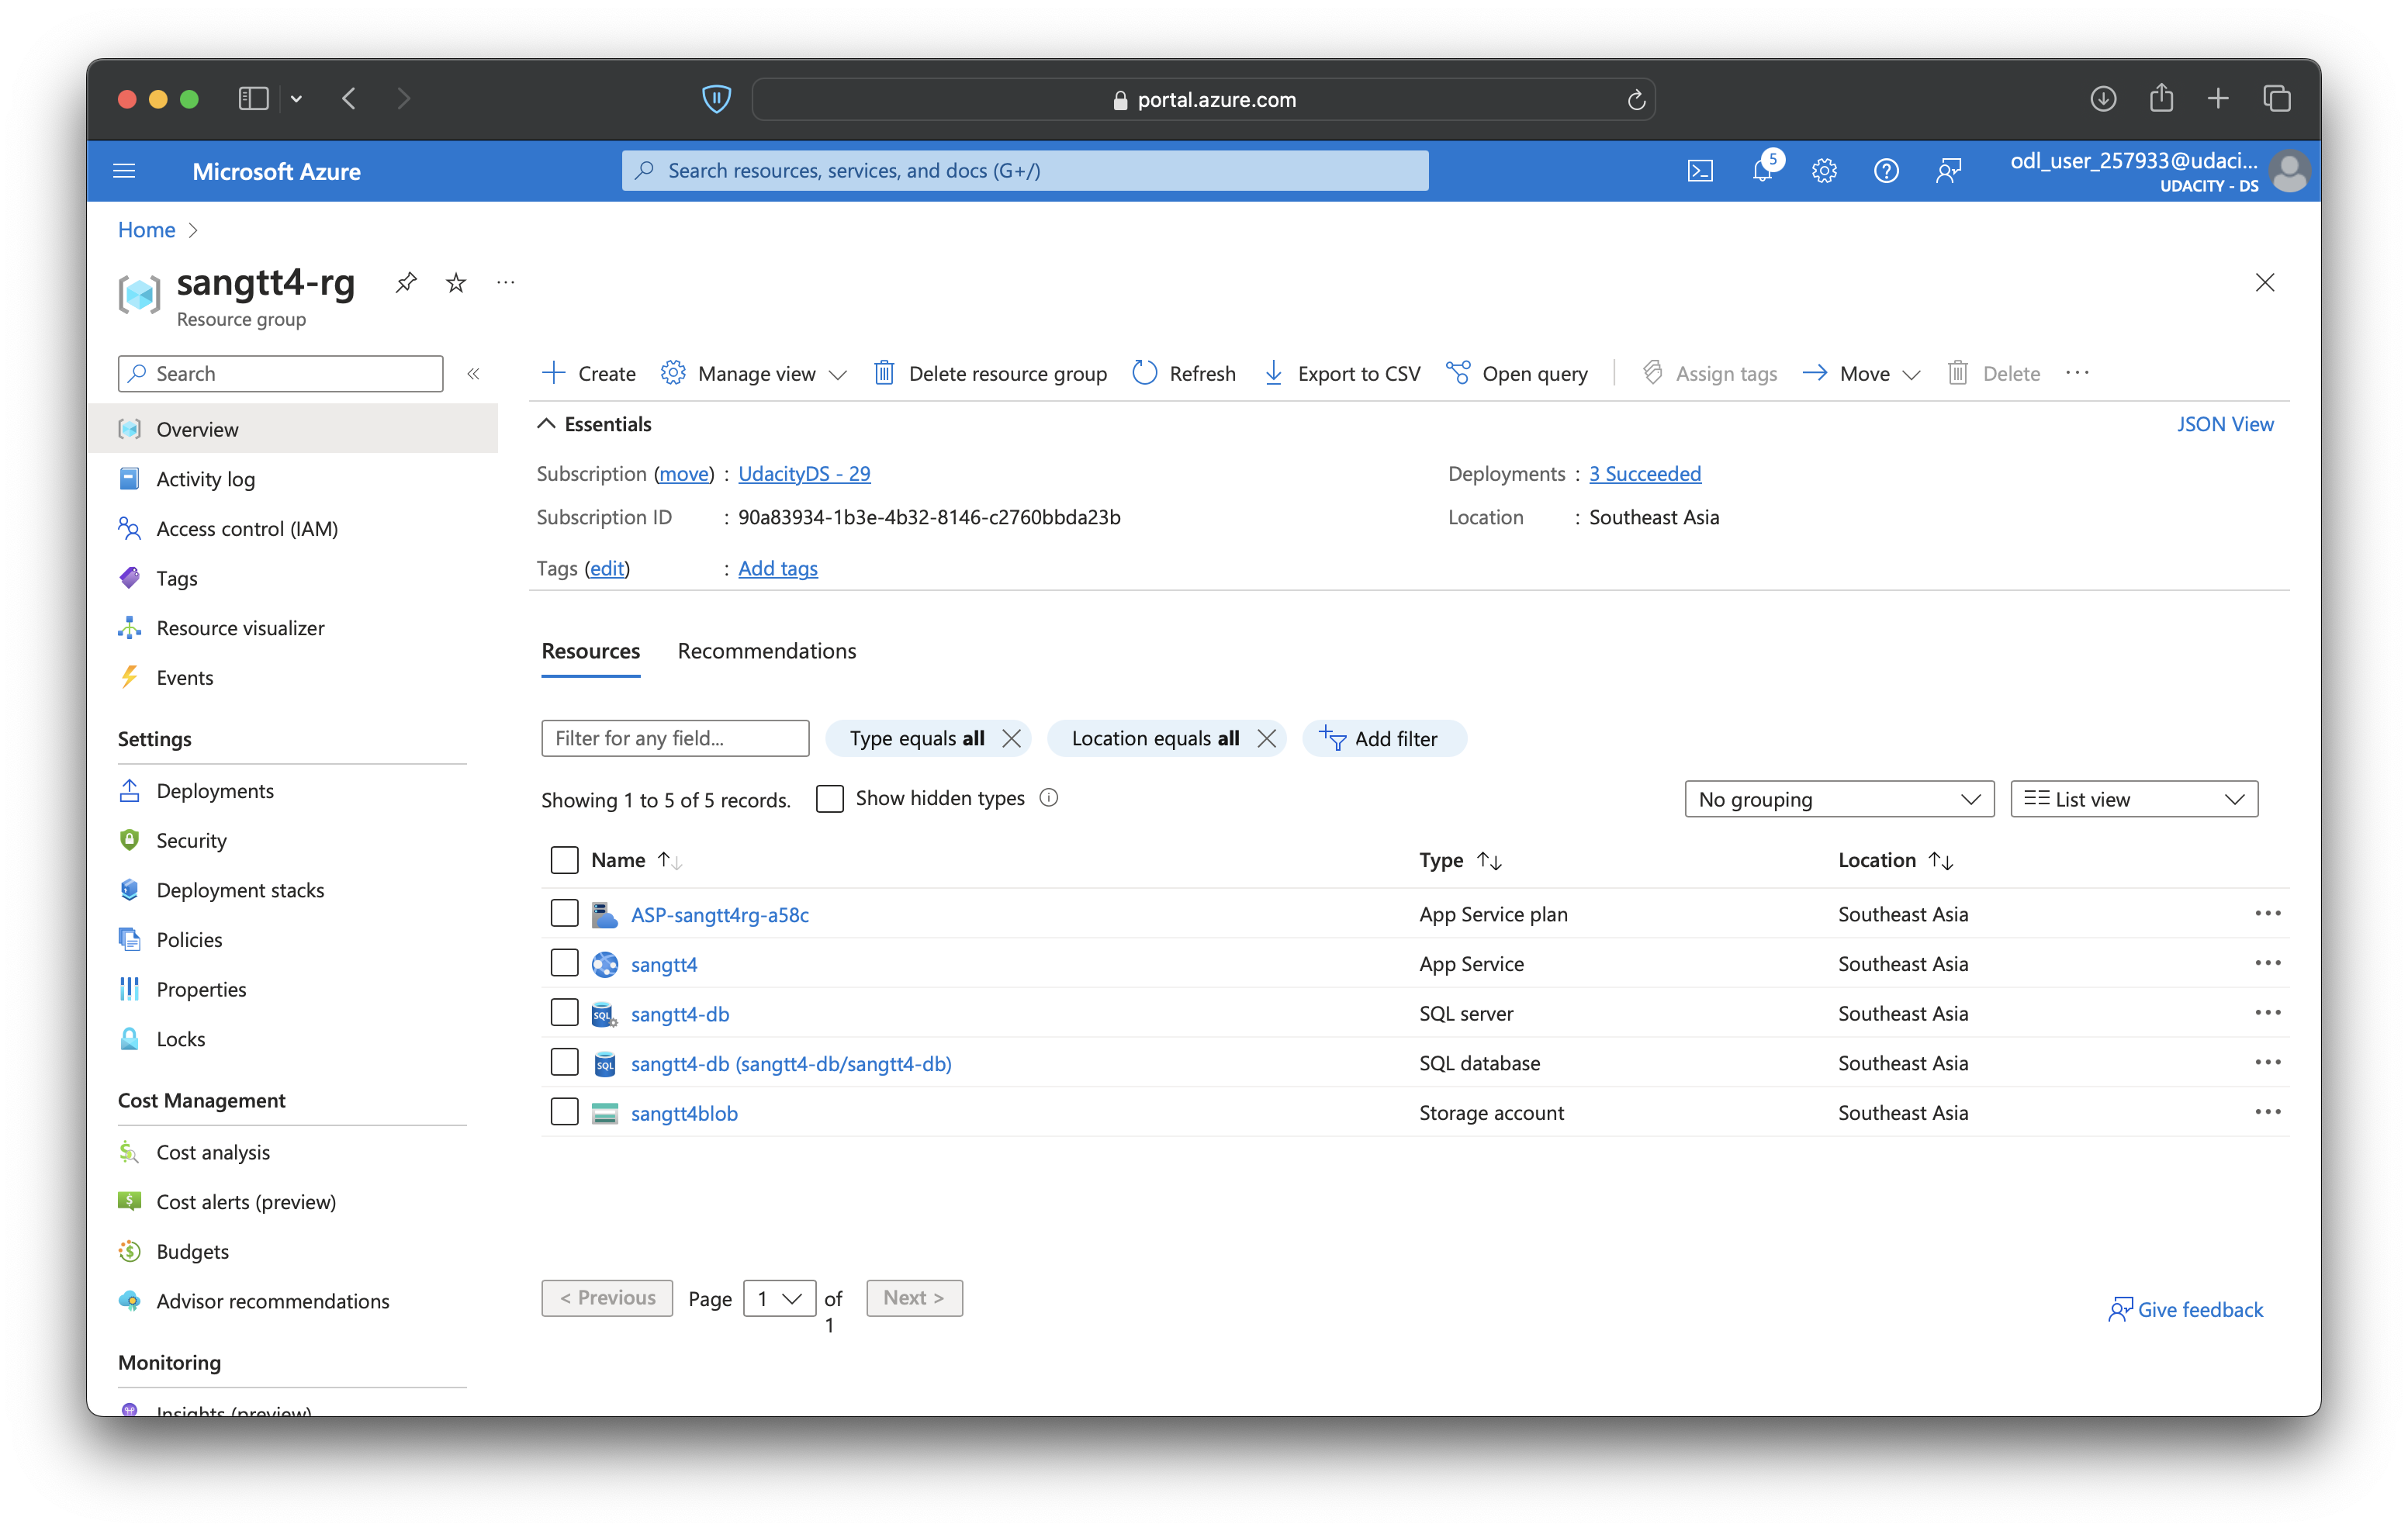 portal.azure.com
Microsoft Azure
Search resources, services, and docs (G+/)
5
odl_user_257933@udaci...
UDACITY - DS
Home
sangtt4-rg
Resource group
Search
Overview
Activity log
Access control (IAM)
Tags
Resource visualizer
Events
Settings
Deployments
Security
Deployment stacks
Policies
Properties
Locks
Cost Management
Cost analysis
Cost alerts (preview)
Budgets
Advisor recommendations
Monitoring
Insights (preview)
Create Manage view Delete resource group Refresh Export to CSV Open query Assign tags Move Delete
Essentials JSON View
Subscription (move) : UdacityDS - 29 Deployments : 3 Succeeded
Subscription ID : 90a83934-1b3e-4b32-8146-c2760bbda23b Location : Southeast Asia
Tags (edit) : Add tags
Resources Recommendations
Filter for any field... Type equals all Location equals all Add filter
Showing 1 to 5 of 5 records. Show hidden types No grouping List view
Name Type Location
ASP-sangtt4rg-a58c App Service plan Southeast Asia
sangtt4 App Service Southeast Asia
SQL sangtt4-db SQL server Southeast Asia
SQL sangtt4-db (sangtt4-db/sangtt4-db) SQL database Southeast Asia
sangtt4blob Storage account Southeast Asia
< Previous Page 1 of 1 Next >
Give feedback